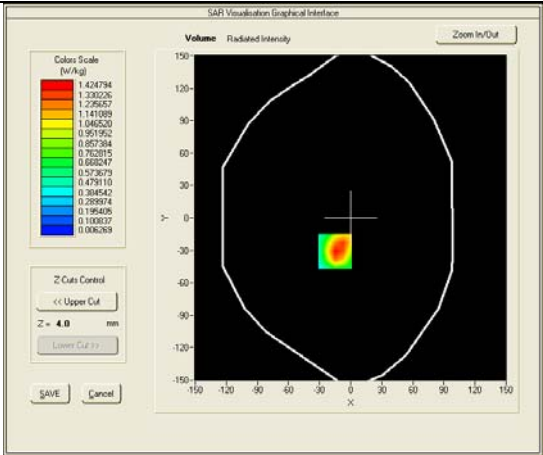 SAR Visualisation Graphical Interface
Volume Radiated Intensity
Zoom In/Out
Colors Scale
(W/kg)
1.424794
1.330226
1.235657
1.141089
1.046520
0.951952
0.857384
0.762815
0.668247
0.573679
0.479110
0.384542
0.289974
0.195405
0.100837
0.006269
Z-Cuts Control
<< Upper Cut
Z = 4.0 mm
Lower Cut >>
SAVE Cancel
150
120
90
60
30
0
-30
-60
-90
-120
-150
Y
-150 -120 -90 -60 -30 0 30 60 90 120 150
X